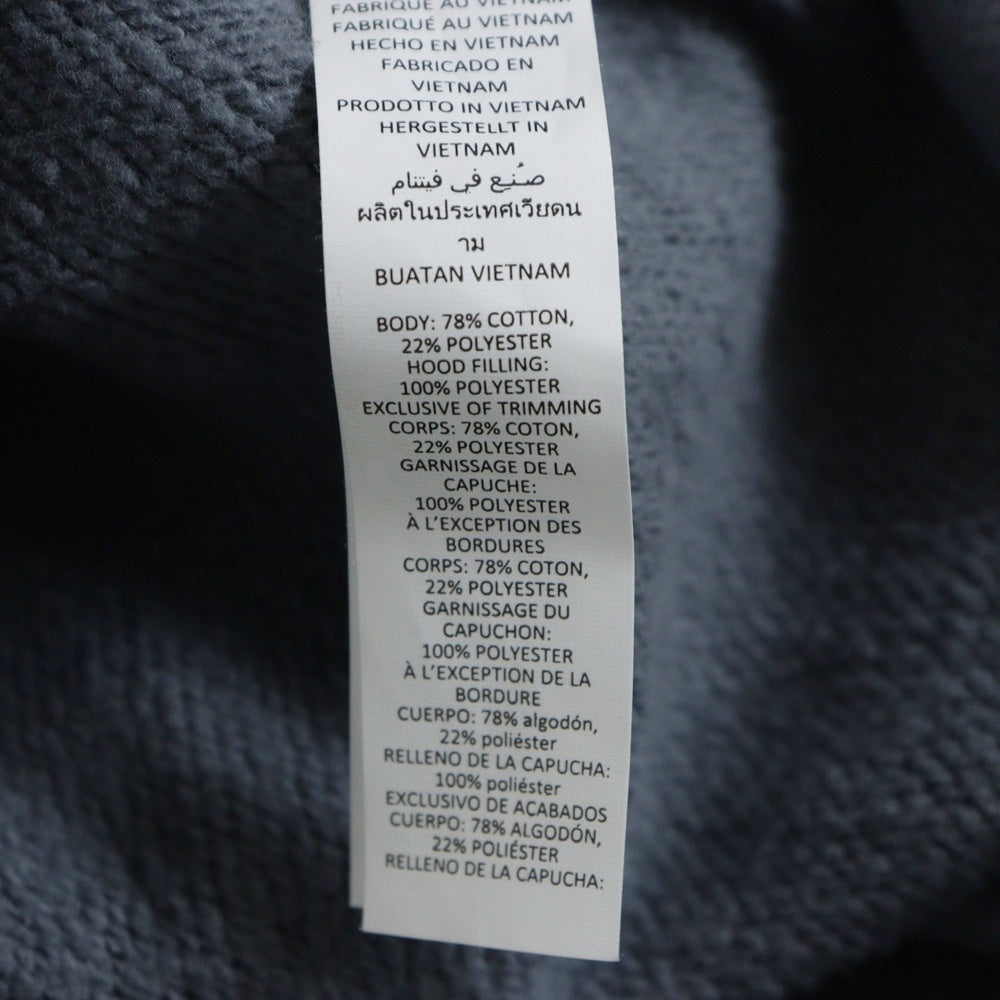 FABRIQUÉ AU VIETNAM
FABRIQUÉ AU VIETNAM
HECHO EN VIETNAM
FABRICADO EN
VIETNAM
PRODOTTO IN VIETNAM
HERGESTELLT IN
VIETNAM
صُنِع في فيتنام
ผลิตในประเทศเวียดน
าม
BUATAN VIETNAM
BODY: 78% COTTON,
22% POLYESTER
HOOD FILLING:
100% POLYESTER
EXCLUSIVE OF TRIMMING
CORPS: 78% COTON,
22% POLYESTER
GARNISSAGE DE LA
CAPUCHE:
100% POLYESTER
À L'EXCEPTION DES
BORDURES
CORPS: 78% COTON,
22% POLYESTER
GARNISSAGE DU
CAPUCHON:
100% POLYESTER
À L'EXCEPTION DE LA
BORDURE
CUERPO: 78% algodón,
22% poliéster
RELLENO DE LA CAPUCHA:
100% poliéster
EXCLUSIVO DE ACABADOS
CUERPO: 78% ALGODÓN,
22% POLIÉSTER
RELLENO DE LA CAPUCHA: